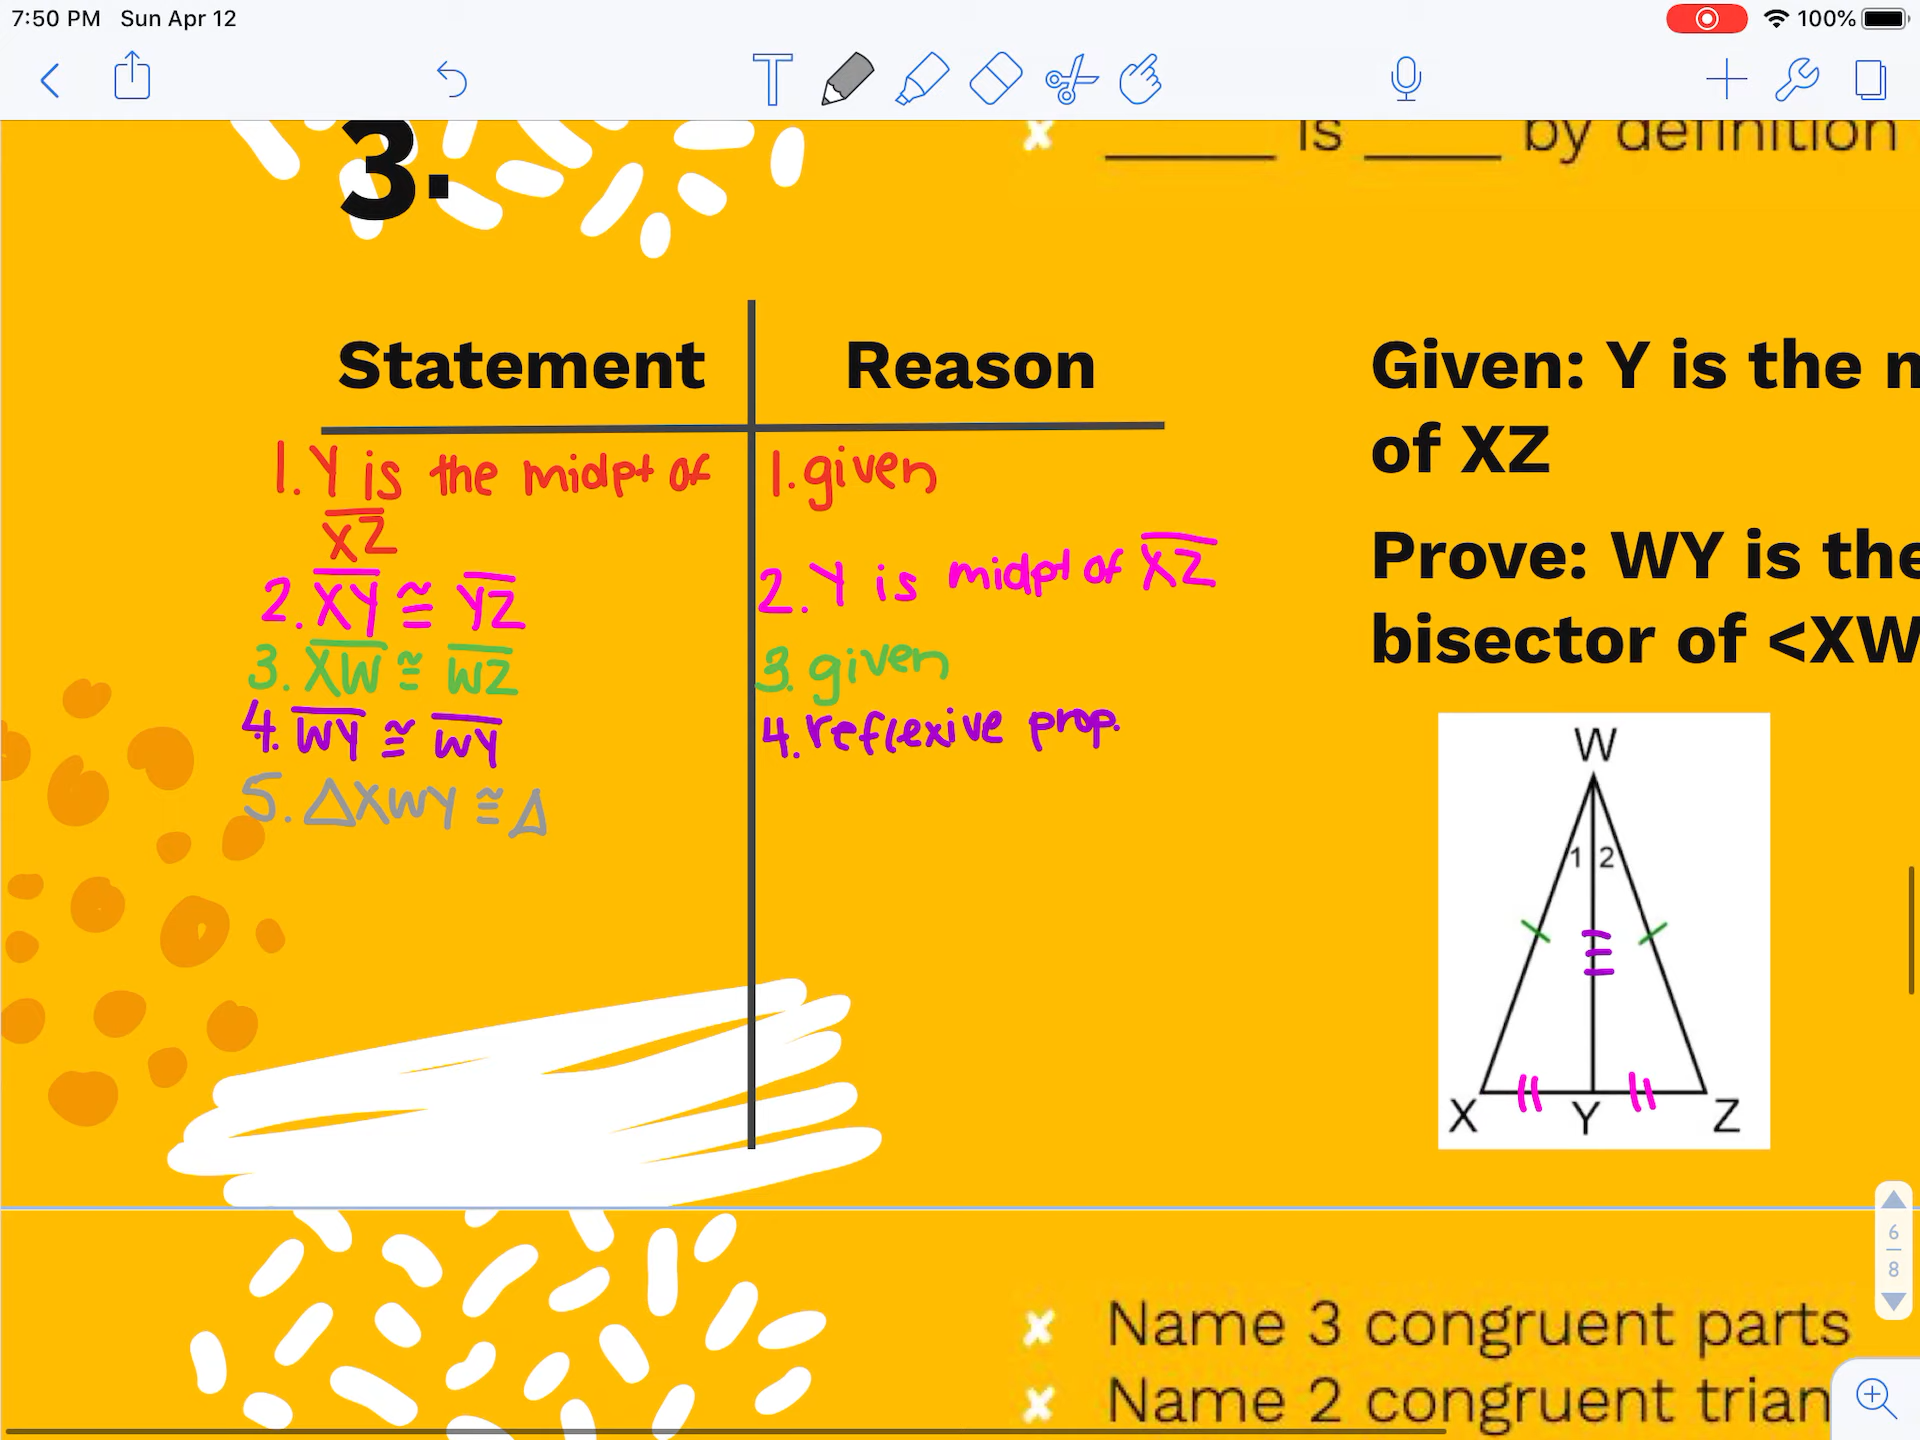 7:50 PM Sun Apr 12
100%
T
3.
____ is ____ by definition
Statement
Reason
Given: Y is the
of XZ
Prove: WY is the
bisector of <XW
1. Y is the midpt of
XZ
1. given
2. XY ≅ YZ
2. Y is midpt of XZ
3. XW ≅ WZ
3. given
4. WY ≅ WY
4. reflexive prop.
5. △XWY ≅ △
W
1 2
X Y Z
6
8
Name 3 congruent parts
Name 2 congruent trian